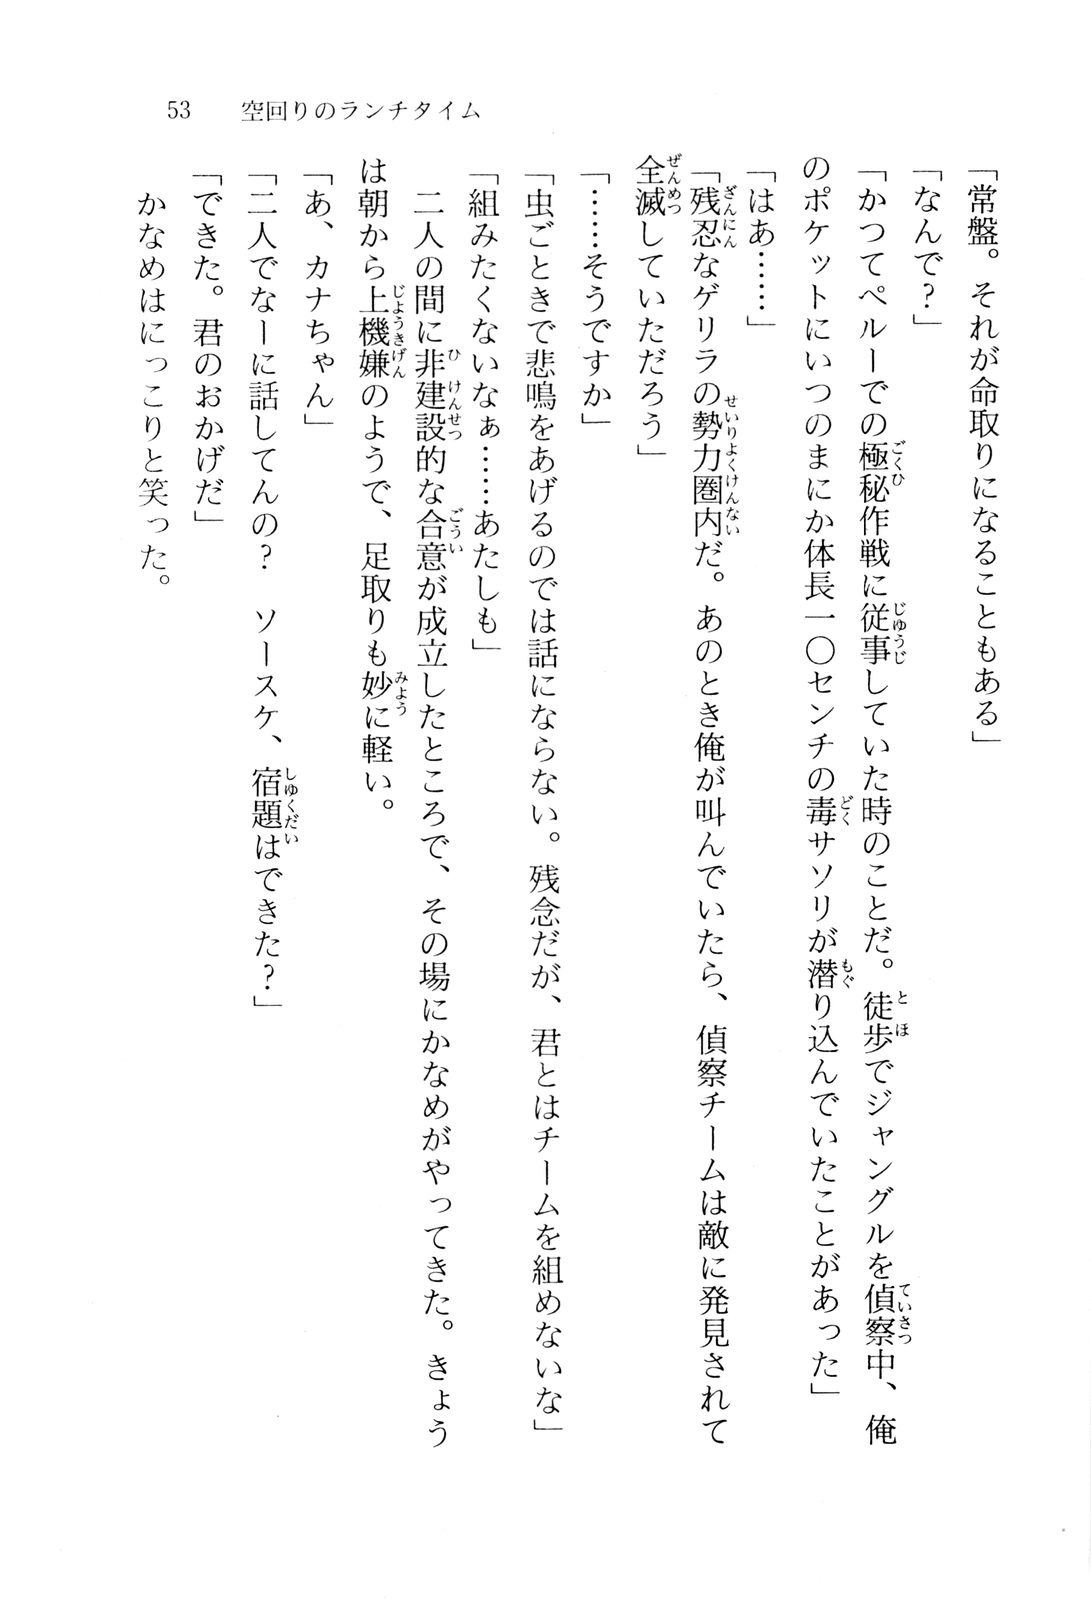 53 空回りのランチタイム
「常盤。それが命取りになることもある」
「なんで？」
「かつてペルーでの極秘作戦に従事していた時のことだ。徒歩でジャングルを偵察中、俺
のポケットにいつのまにか体長一〇センチの毒サソリが潜り込んでいたことがあった」
「はあ……」
「残忍なゲリラの勢力圏内だ。あのとき俺が叫んでいたら、偵察チームは敵に発見されて
全滅していただろう」
「……そうですか」
「虫ごときで悲鳴をあげるのでは話にならない。残念だが、君とはチームを組めないな」
「組みたくないなぁ……あたしも」
二人の間に非建設的な合意が成立したところで、その場にかなめがやってきた。きょう
は朝から上機嫌のようで、足取りも妙に軽い。
「あ、カナちゃん」
「二人でなーに話してんの？　ソースケ、宿題はできた？」
「できた。君のおかげだ」
かなめはにっこりと笑った。